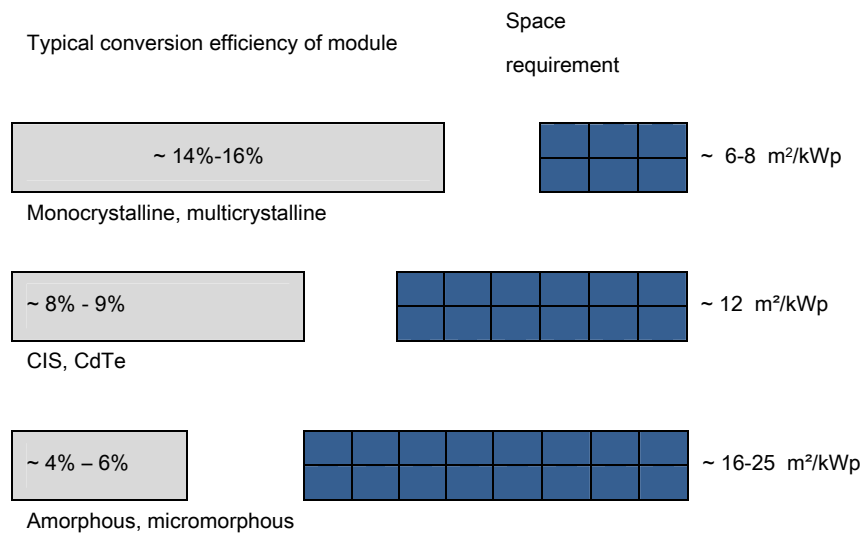 Typical conversion efficiency of module
Space
requirement
~ 14%-16%
~ 6-8 m²/kWp
Monocrystalline, multicrystalline
~ 8% - 9%
~ 12 m²/kWp
CIS, CdTe
~ 4% – 6%
~ 16-25 m²/kWp
Amorphous, micromorphous